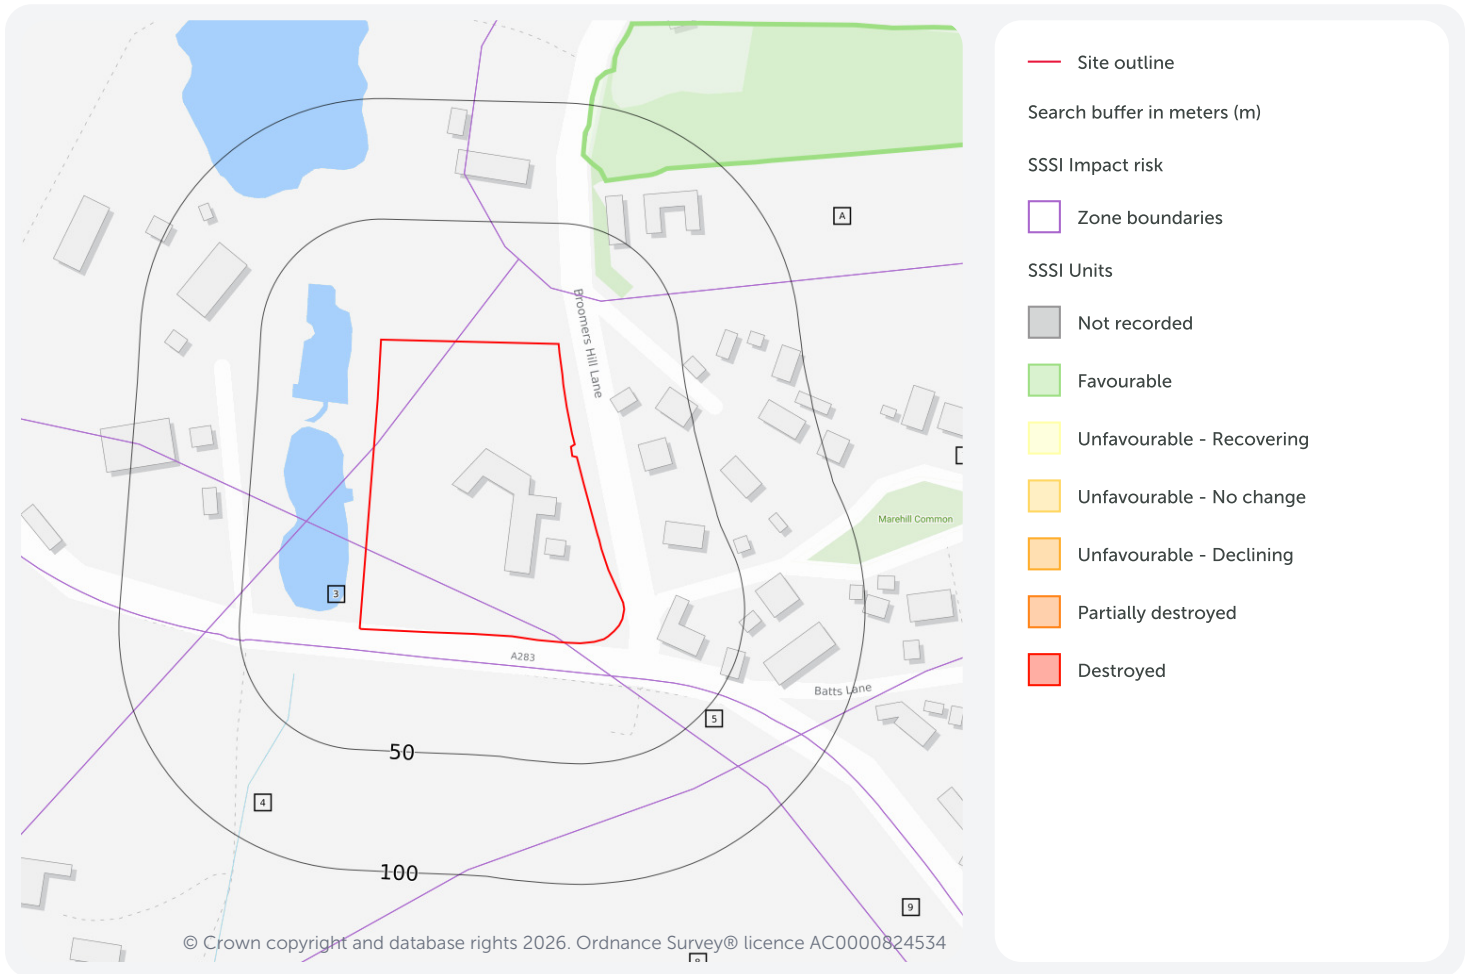 A
Broomers Hill Lane
Marehill Common
3
A283
Batts Lane
5
50
4
100
9
© Crown copyright and database rights 2026. Ordnance Survey® licence AC0000824534
Site outline
Search buffer in meters (m)
SSSI Impact risk
Zone boundaries
SSSI Units
Not recorded
Favourable
Unfavourable - Recovering
Unfavourable - No change
Unfavourable - Declining
Partially destroyed
Destroyed